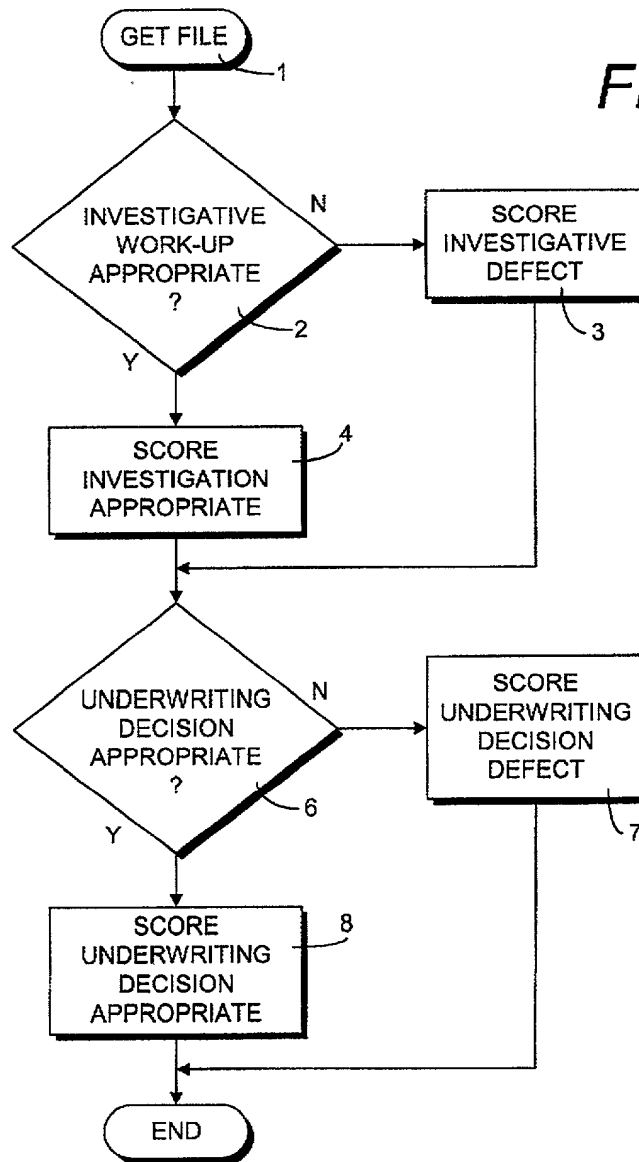 GET FILE
1
INVESTIGATIVE
WORK-UP
APPROPRIATE
?
2
N
Y
SCORE
INVESTIGATIVE
DEFECT
3
SCORE
INVESTIGATION
APPROPRIATE
4
UNDERWRITING
DECISION
APPROPRIATE
?
6
N
Y
SCORE
UNDERWRITING
DECISION
DEFECT
7
SCORE
UNDERWRITING
DECISION
APPROPRIATE
8
END